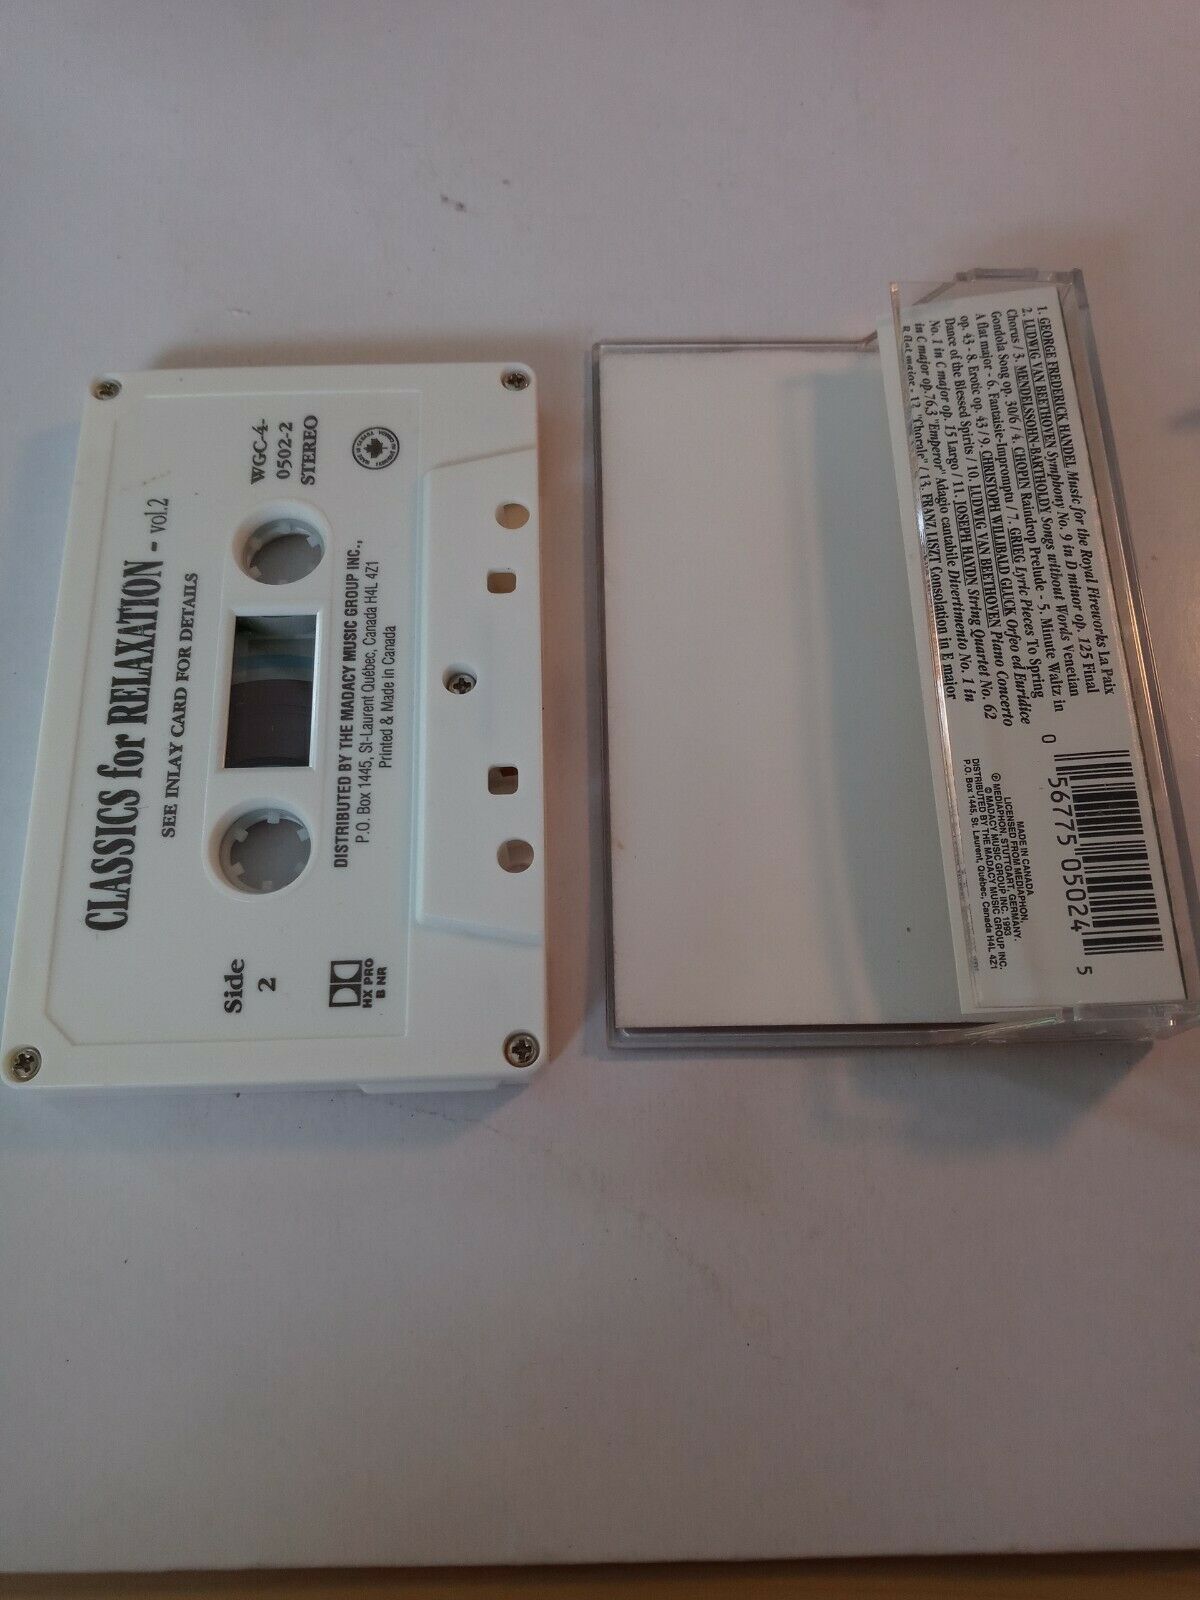 CLASSICS for RELAXATION - vol.2
SEE INLAY CARD FOR DETAILS
Side
2
WGC-4-
0502-2
STEREO
DISTRIBUTED BY THE MADACY MUSIC GROUP INC.,
P.O. Box 1445, St-Laurent Québec, Canada H4L 4Z1
Printed & Made in Canada
HX PRO
B NR
1. GEORGE FREDERICK HANDEL Music for the Royal Fireworks La Paix
2. LUDWIG VAN BEETHOVEN Symphony No. 9 in D minor op. 125 Final
Chorus / 3. MENDELSSOHN-BARTHOLDY Songs without Words Venetian
Gondola Song op. 30/6 / 4. CHOPIN Raindrop Prelude - 5. Minute Waltz in
A flat major - 6. Fantaisie-Impromptu / 7. GRIEG Lyric Pieces To Spring
op. 43 - 8. Erotic op. 43 / 9. CHRISTOPH WILLIBALD GLUCK Orfeo ed Euridice
Dance of the Blessed Spirits / 10. LUDWIG VAN BEETHOVEN Piano Concerto
No. 1 in C major op. 15 Largo / 11. JOSEPH HAYDN String Quartet No. 62
in C major op.76,3 "Emperor" Adagio cantabile Divertimento No. 1 in
B flat major - 12. "Chorale" / 13. FRANZ LISZT Consolation in E major
0 56775 05024 5
MADE IN CANADA
LICENSED FROM MEDIAPHON,
℗ MEDIAPHON, STUTTGART, GERMANY.
© MADACY MUSIC GROUP INC. 1993
DISTRIBUTED BY THE MADACY MUSIC GROUP INC.
P.O. Box 1445, St. Laurent, Québec, Canada H4L 4Z1